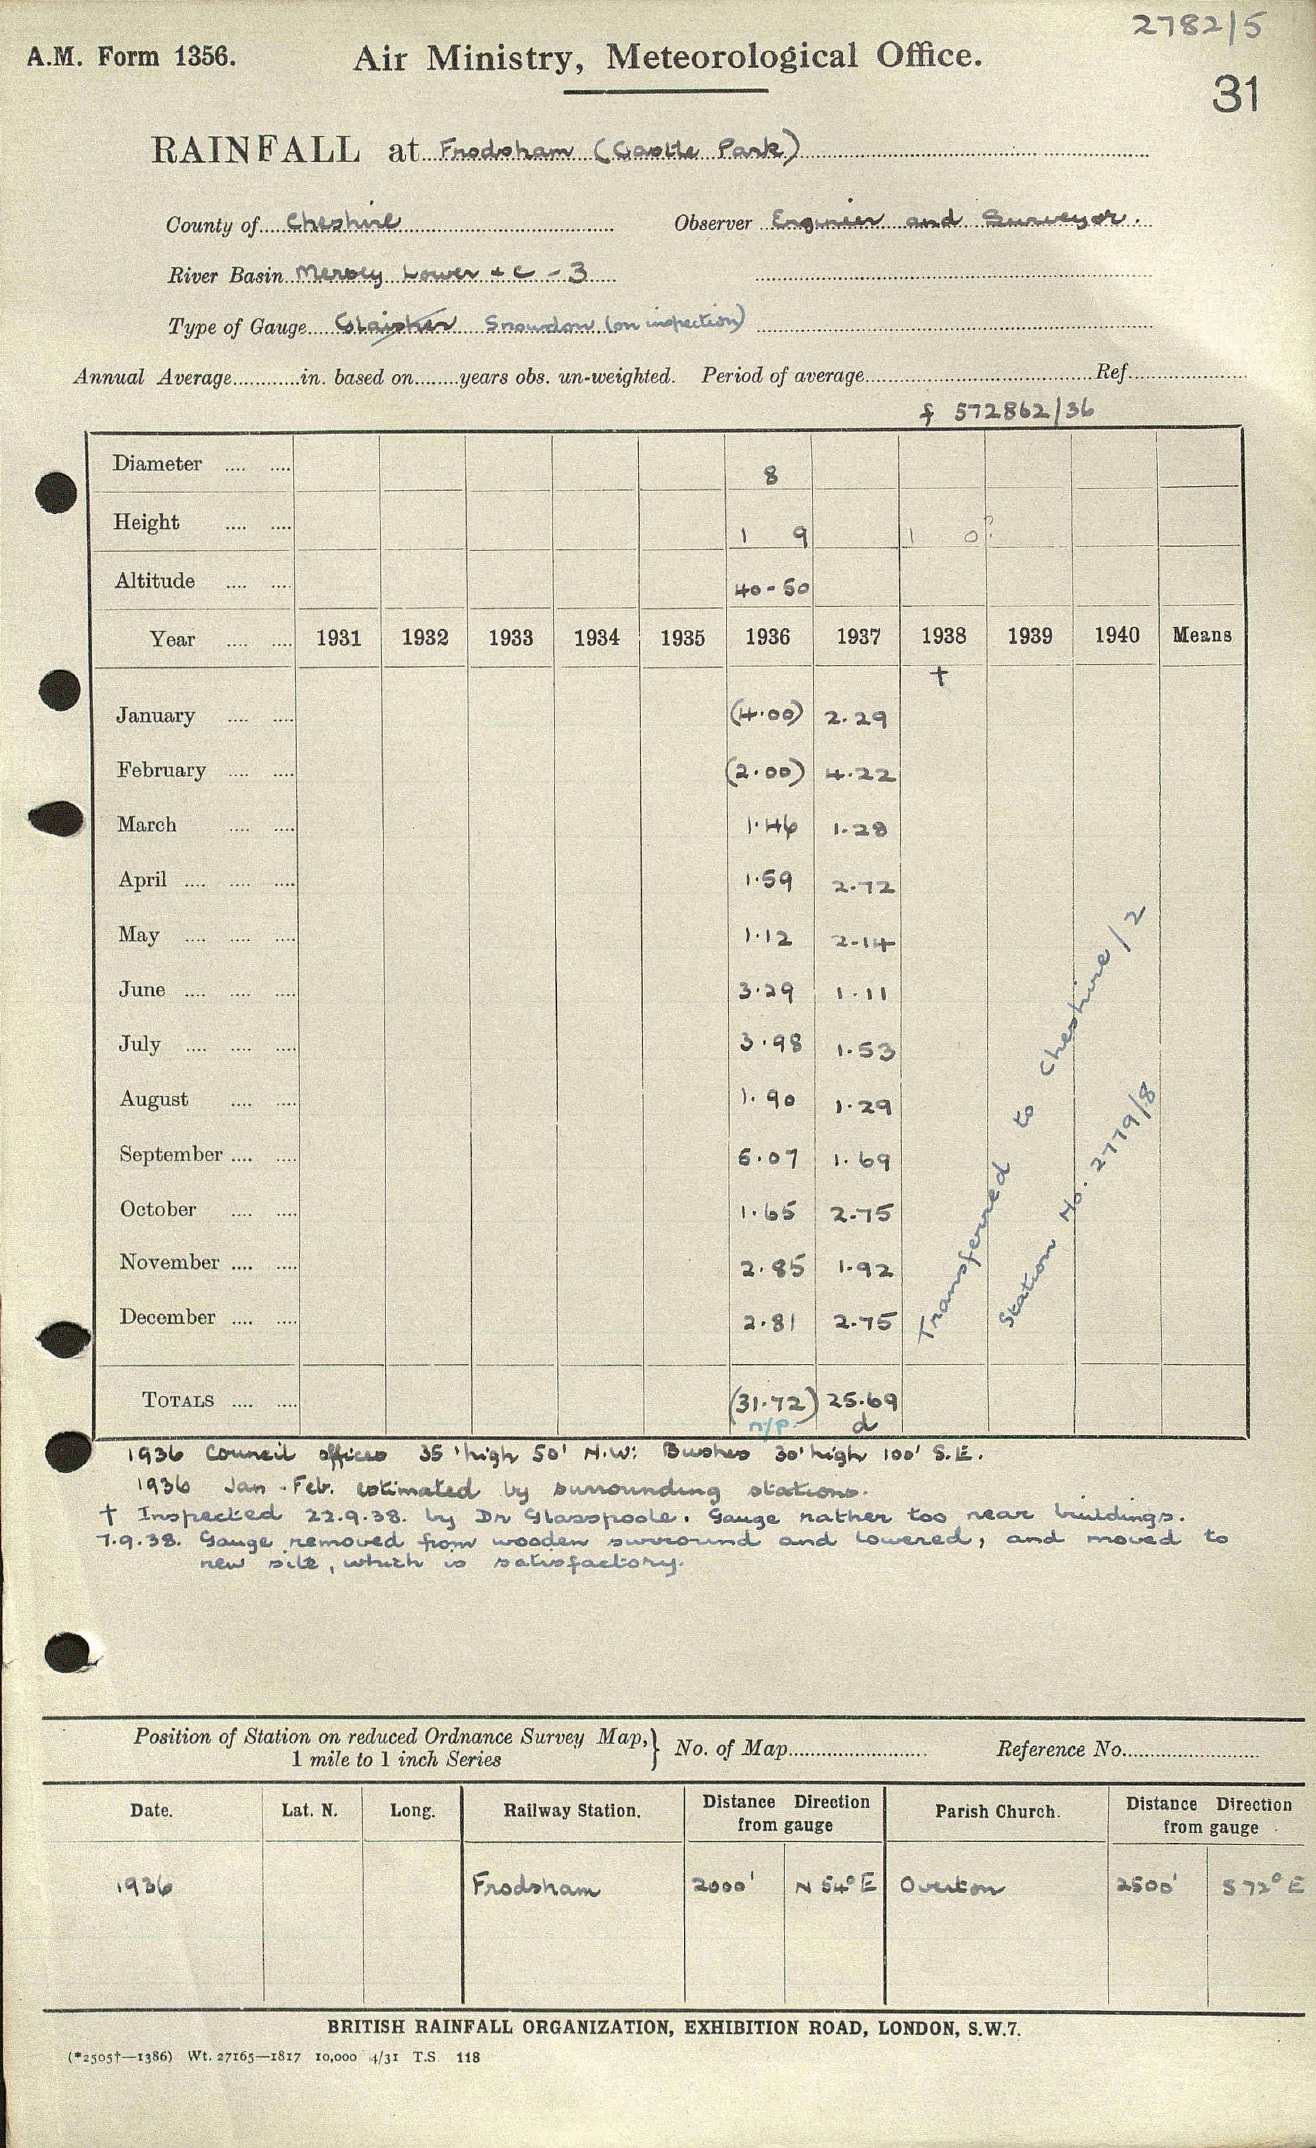 2782/5
A.M. Form 1356. Air Ministry, Meteorological Office.
31
RAINFALL at Frodsham (Castle Park)
County of Cheshire Observer Engineer and Surveyor.
River Basin Mersey Lower + C - 3
Type of Gauge Glaisher Snowdon (on inspection)
Annual Average in. based on years obs. un-weighted. Period of average Ref
f 572862/36
Diameter 8
Height 1 9 1 0?
Altitude 40-50
Year 1931 1932 1933 1934 1935 1936 1937 1938 1939 1940 Means
†
January (4.00) 2.29
February (2.00) 4.22
March 1.46 1.28
April 1.59 2.72
May 1.12 2.14
June 3.29 1.11
July 3.98 1.53
August 1.90 1.29
September 5.07 1.69
October 1.65 2.75
November 2.85 1.92
December 2.81 2.75
Transferred to Cheshire/2
Station No. 2779/8
TOTALS (31.72) 25.69
n/p. d
1936 Council offices 35' high 50' N.W: Bushes 30' high 100' S.E.
1936 Jan - Feb. estimated by surrounding stations.
† Inspected 22.9.38. by Dr Glasspoole. Gauge rather too near buildings.
7.9.38. Gauge removed from wooden surround and lowered, and moved to
new site, which is satisfactory.
Position of Station on reduced Ordnance Survey Map,
1 mile to 1 inch Series } No. of Map Reference No.
Date. Lat. N. Long. Railway Station. Distance Direction from gauge Parish Church. Distance Direction from gauge
1936 Frodsham 2000' N 54° E Overton 2500' S 72° E
BRITISH RAINFALL ORGANIZATION, EXHIBITION ROAD, LONDON, S.W.7.
(*2505†—1386) Wt. 27165—1817 10,000 4/31 T.S 118